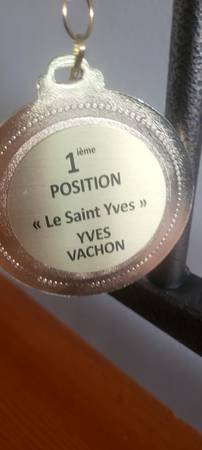 1ième
POSITION
« Le Saint Yves »
YVES
VACHON